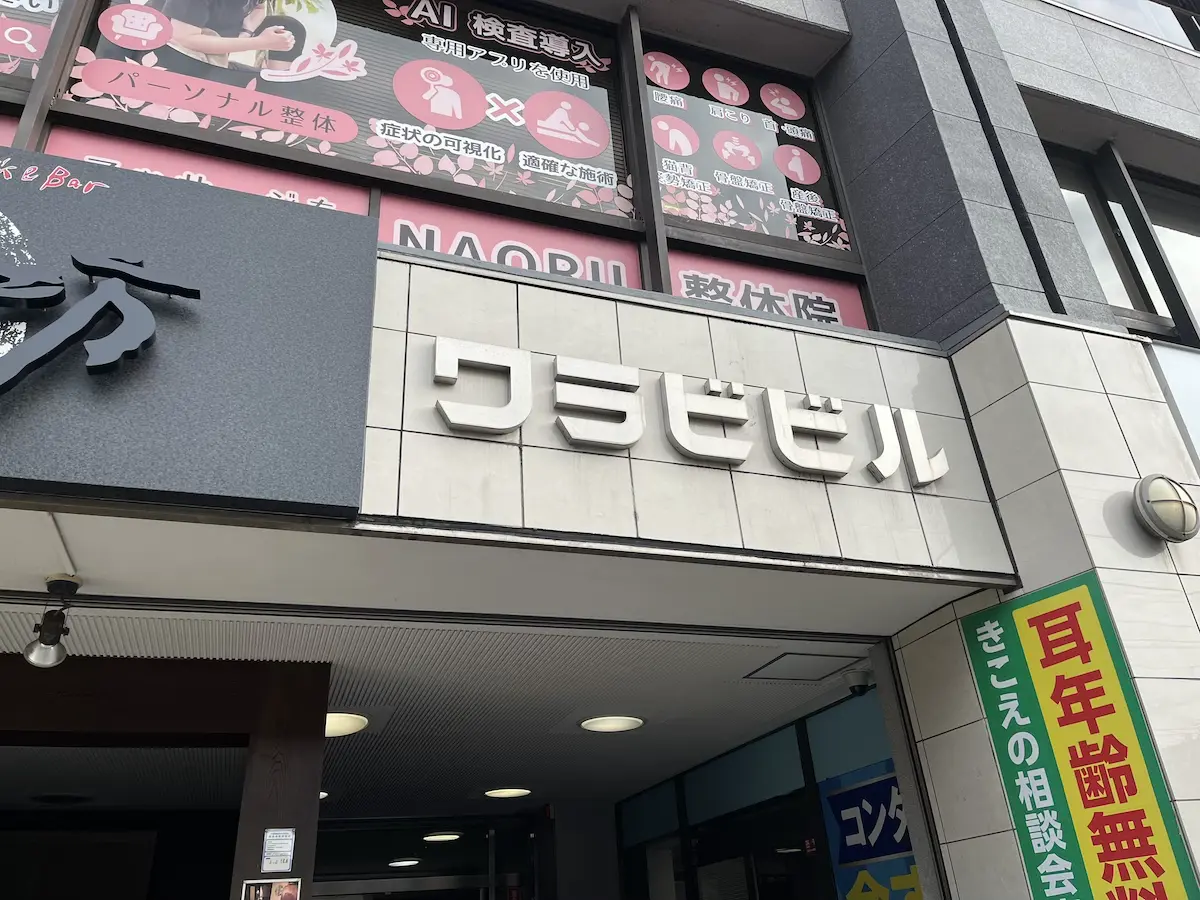 AI 検査導入
専用アプリを使用
パーソナル整体
症状の可視化
×
適確な施術
腰痛
肩こり
首・頭痛
猫背
姿勢矯正
骨盤矯正
産後
骨盤矯正
& Bar
NAORU
整体院
ワラビビル
耳年齢無料
きこえの相談会
コンタ